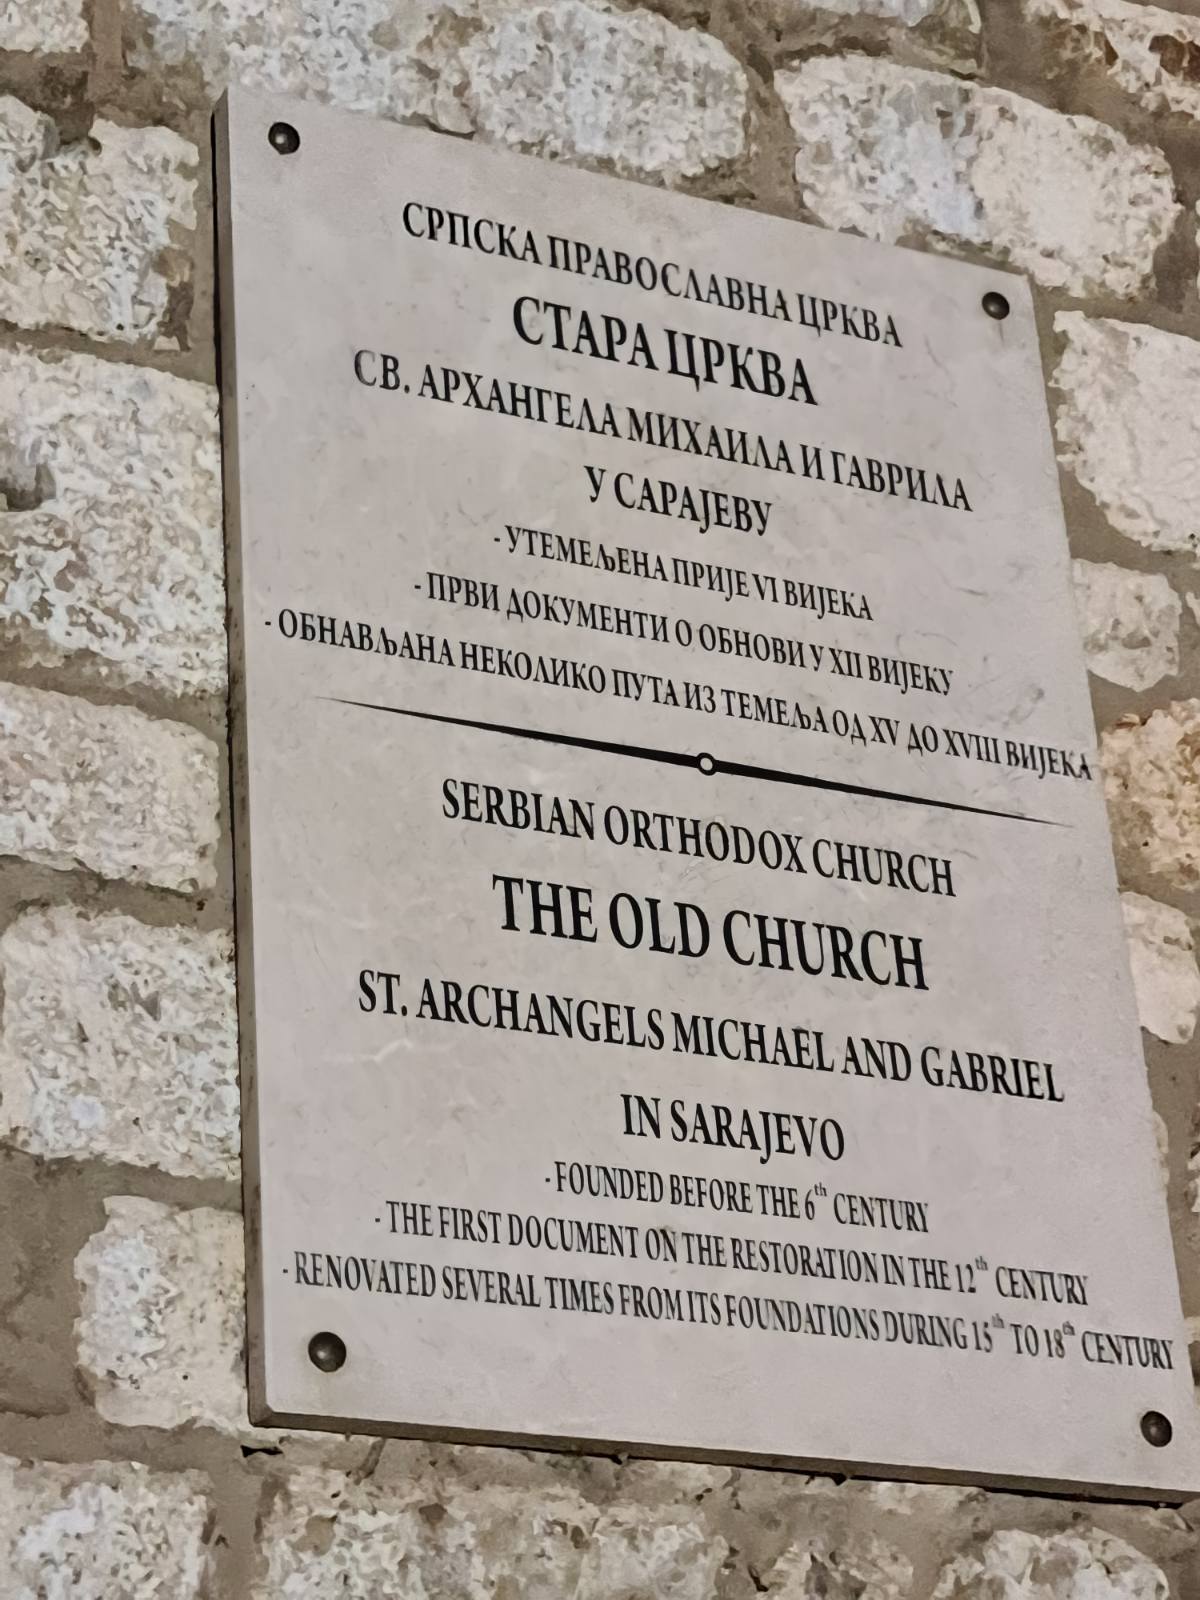 СРПСКА ПРАВОСЛАВНА ЦРКВА
СТАРА ЦРКВА
СВ. АРХАНГЕЛА МИХАИЛА И ГАВРИЛА
У САРАЈЕВУ
- УТЕМЕЉЕНА ПРИЈЕ VI ВИЈЕКА
- ПРВИ ДОКУМЕНТИ О ОБНОВИ У XII ВИЈЕКУ
- ОБНАВЉАНА НЕКОЛИКО ПУТА ИЗ ТЕМЕЉА ОД XV ДО XVIII ВИЈЕКА
SERBIAN ORTHODOX CHURCH
THE OLD CHURCH
ST. ARCHANGELS MICHAEL AND GABRIEL
IN SARAJEVO
- FOUNDED BEFORE THE 6th CENTURY
- THE FIRST DOCUMENT ON THE RESTORATION IN THE 12th CENTURY
- RENOVATED SEVERAL TIMES FROM ITS FOUNDATIONS DURING 15th TO 18th CENTURY